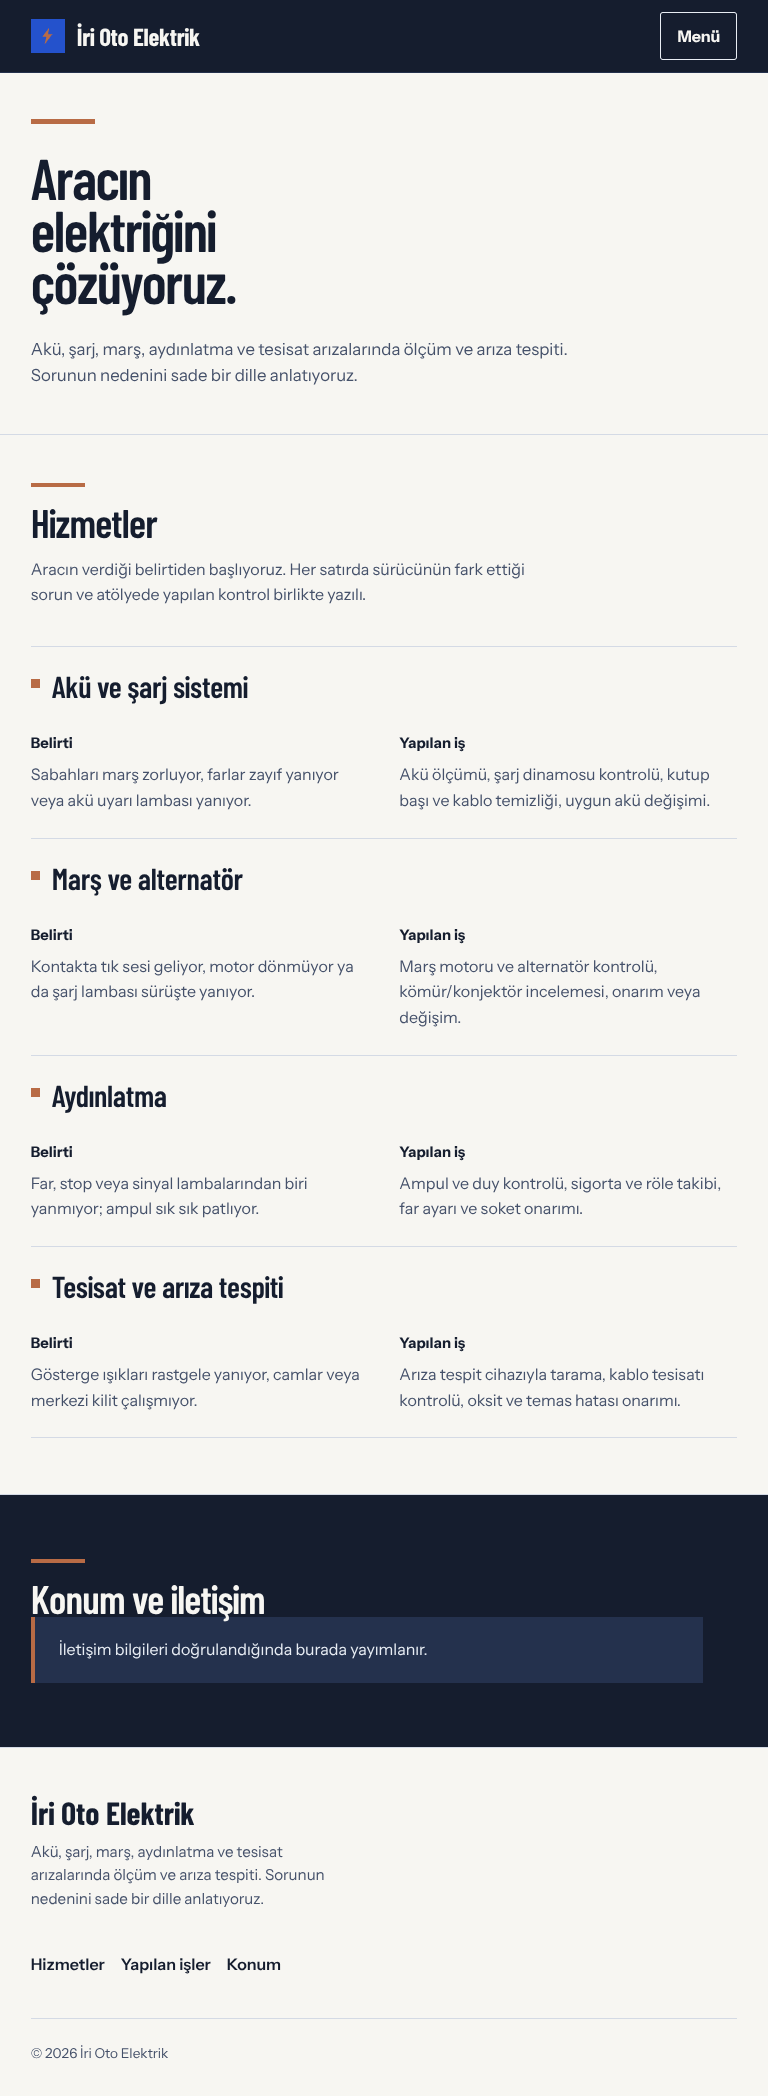 İri Oto Elektrik
Menü
Aracın
elektriğini
çözüyoruz.
Akü, şarj, marş, aydınlatma ve tesisat arızalarında ölçüm ve arıza tespiti.
Sorunun nedenini sade bir dille anlatıyoruz.
Hizmetler
Aracın verdiği belirtiden başlıyoruz. Her satırda sürücünün fark ettiği
sorun ve atölyede yapılan kontrol birlikte yazılı.
Akü ve şarj sistemi
Belirti
Sabahları marş zorluyor, farlar zayıf yanıyor
veya akü uyarı lambası yanıyor.
Yapılan iş
Akü ölçümü, şarj dinamosu kontrolü, kutup
başı ve kablo temizliği, uygun akü değişimi.
Marş ve alternatör
Belirti
Kontakta tık sesi geliyor, motor dönmüyor ya
da şarj lambası sürüşte yanıyor.
Yapılan iş
Marş motoru ve alternatör kontrolü,
kömür/konjektör incelemesi, onarım veya
değişim.
Aydınlatma
Belirti
Far, stop veya sinyal lambalarından biri
yanmıyor; ampul sık sık patlıyor.
Yapılan iş
Ampul ve duy kontrolü, sigorta ve röle takibi,
far ayarı ve soket onarımı.
Tesisat ve arıza tespiti
Belirti
Gösterge ışıkları rastgele yanıyor, camlar veya
merkezi kilit çalışmıyor.
Yapılan iş
Arıza tespit cihazıyla tarama, kablo tesisatı
kontrolü, oksit ve temas hatası onarımı.
Konum ve iletişim
İletişim bilgileri doğrulandığında burada yayımlanır.
İri Oto Elektrik
Akü, şarj, marş, aydınlatma ve tesisat
arızalarında ölçüm ve arıza tespiti. Sorunun
nedenini sade bir dille anlatıyoruz.
Hizmetler Yapılan işler Konum
© 2026 İri Oto Elektrik